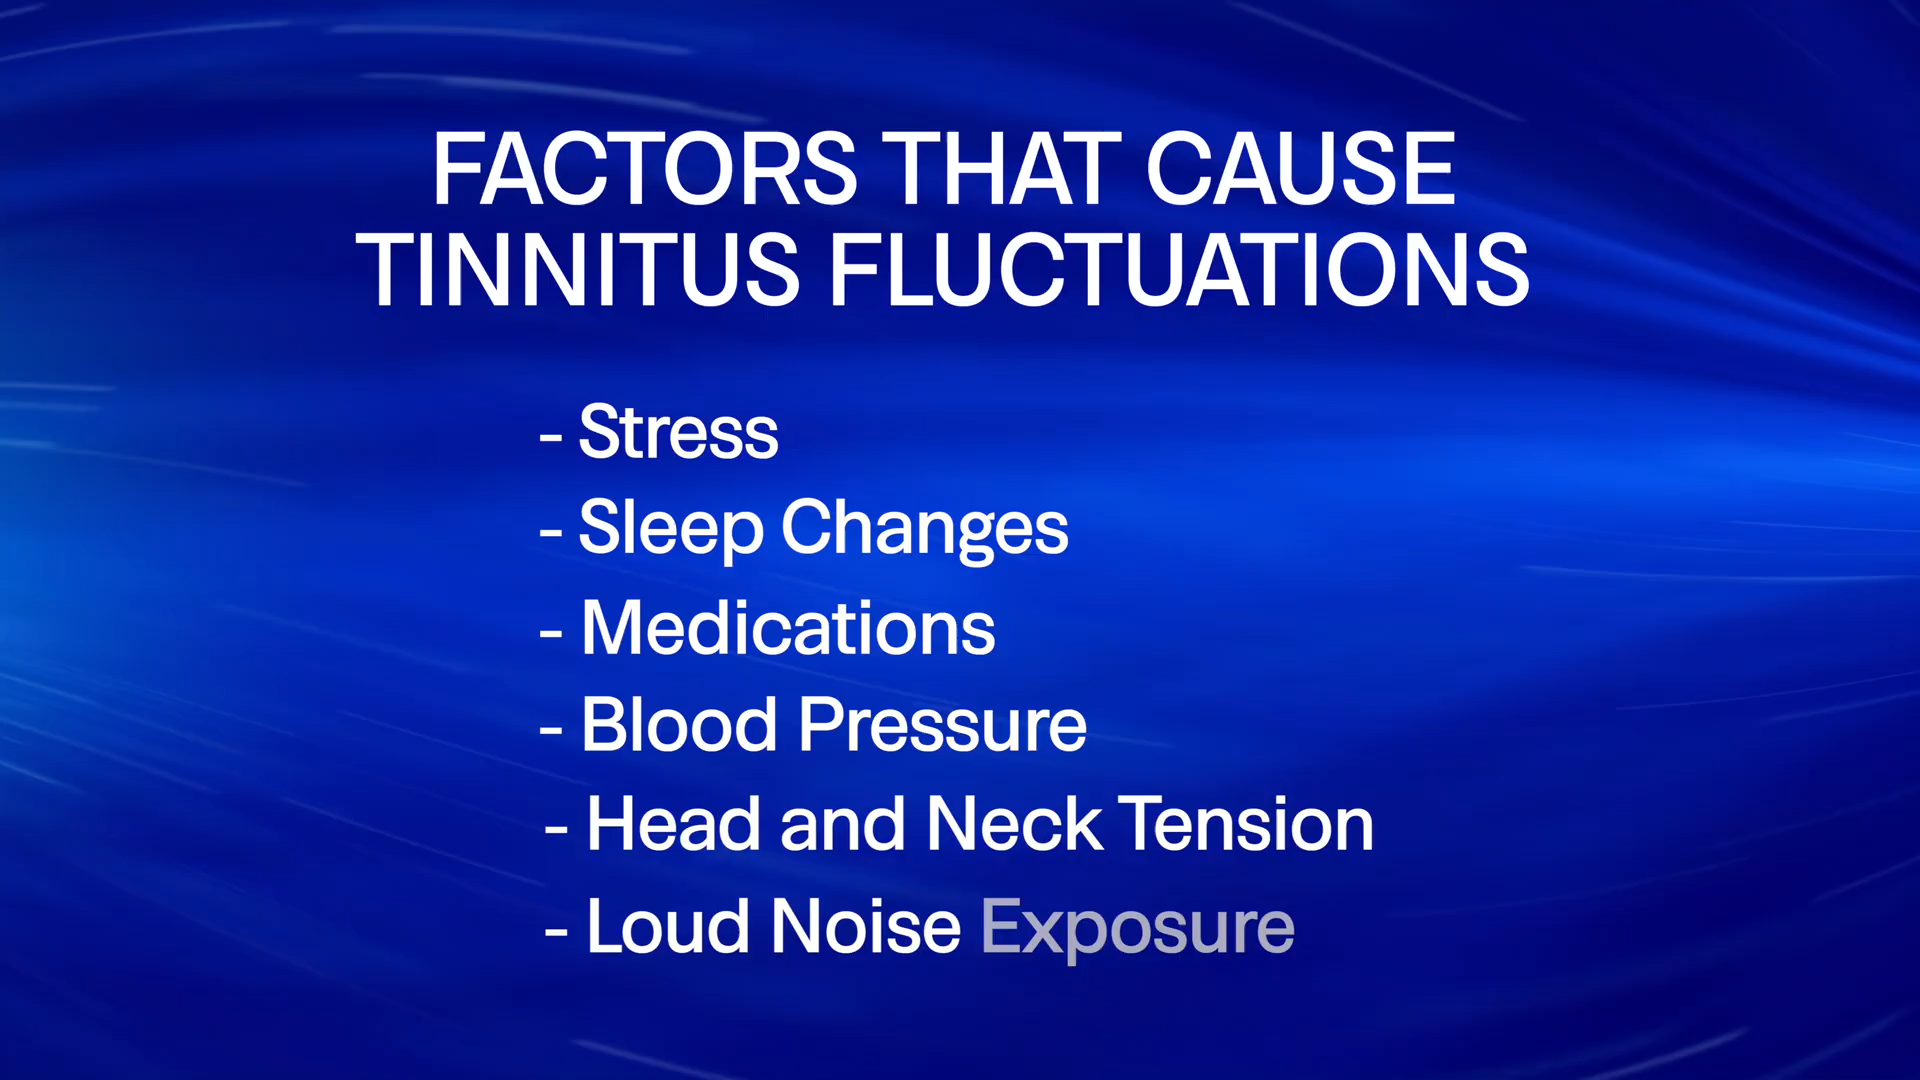 FACTORS THAT CAUSE
TINNITUS FLUCTUATIONS
- Stress
- Sleep Changes
- Medications
- Blood Pressure
- Head and Neck Tension
- Loud Noise Exposure